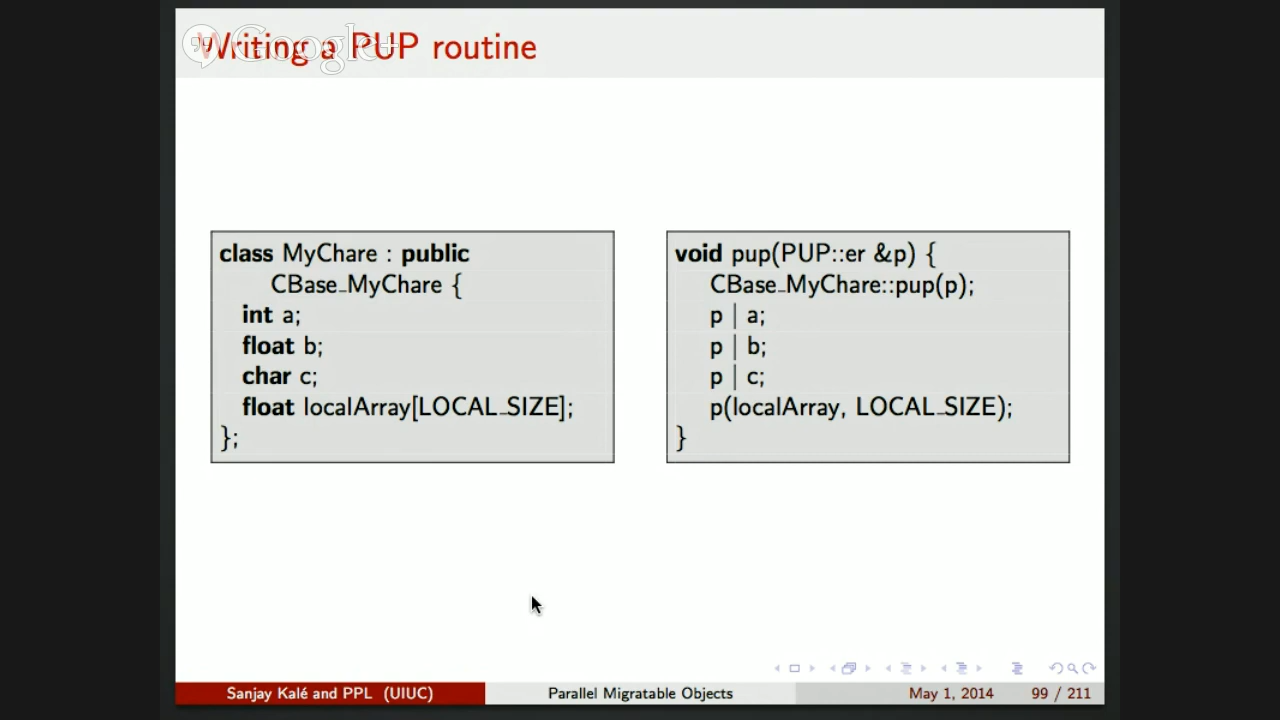 Writing a PUP routine
Google+
class MyChare : public
CBase_MyChare {
int a;
float b;
char c;
float localArray[LOCAL_SIZE];
};
void pup(PUP::er &p) {
CBase_MyChare::pup(p);
p | a;
p | b;
p | c;
p(localArray, LOCAL_SIZE);
}
Sanjay Kalé and PPL (UIUC)
Parallel Migratable Objects
May 1, 2014
99 / 211